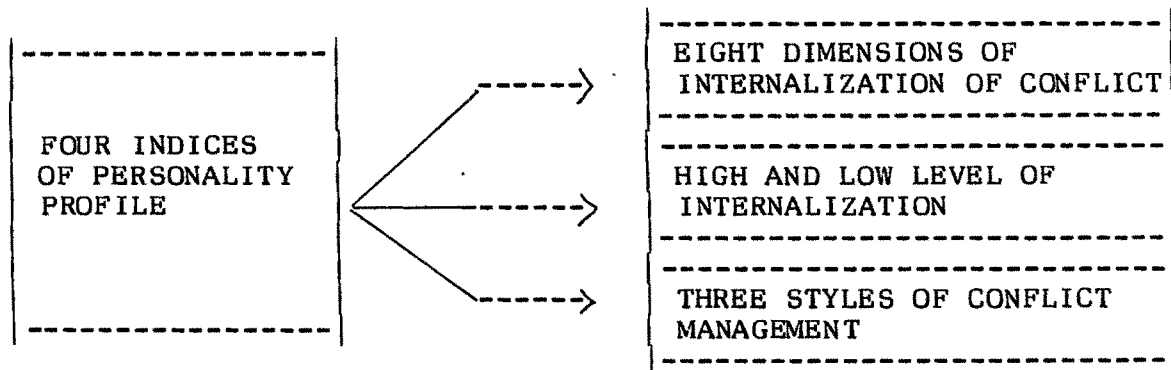 FOUR INDICES
OF PERSONALITY
PROFILE
EIGHT DIMENSIONS OF
INTERNALIZATION OF CONFLICT
HIGH AND LOW LEVEL OF
INTERNALIZATION
THREE STYLES OF CONFLICT
MANAGEMENT